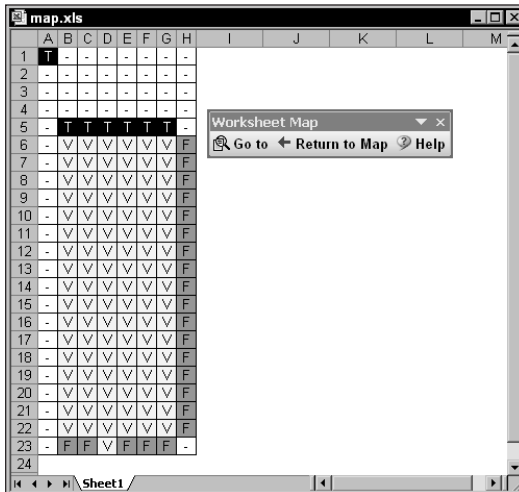 map.xls
A B C D E F G H I J K L M
1 T - - - - - - -
2 - - - - - - - -
3 - - - - - - - -
4 - - - - - - - -
5 - T T T T T T -
Worksheet Map
6 - V V V V V V F
Go to Return to Map Help
7 - V V V V V V F
8 - V V V V V V F
9 - V V V V V V F
10 - V V V V V V F
11 - V V V V V V F
12 - V V V V V V F
13 - V V V V V V F
14 - V V V V V V F
15 - V V V V V V F
16 - V V V V V V F
17 - V V V V V V F
18 - V V V V V V F
19 - V V V V V V F
20 - V V V V V V F
21 - V V V V V V F
22 - V V V V V V F
23 - F F V F F F -
24
Sheet1